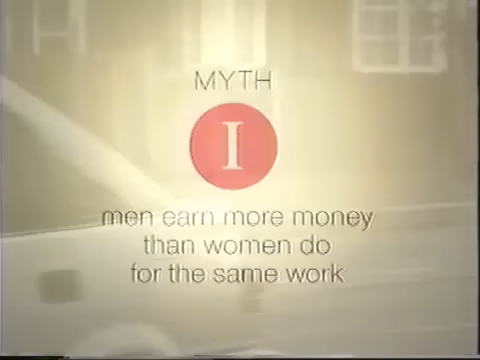 MYTH
I
men earn more money
than women do
for the same work